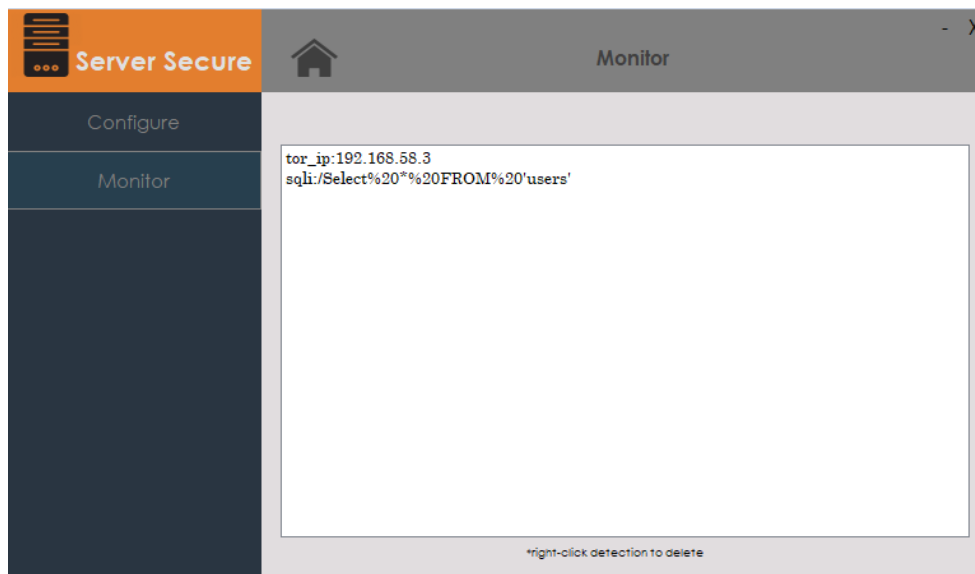 Server Secure
Monitor
- X
Configure
Monitor
tor_ip:192.168.58.3
sqli:/Select%20*%20FROM%20'users'
*right-click detection to delete